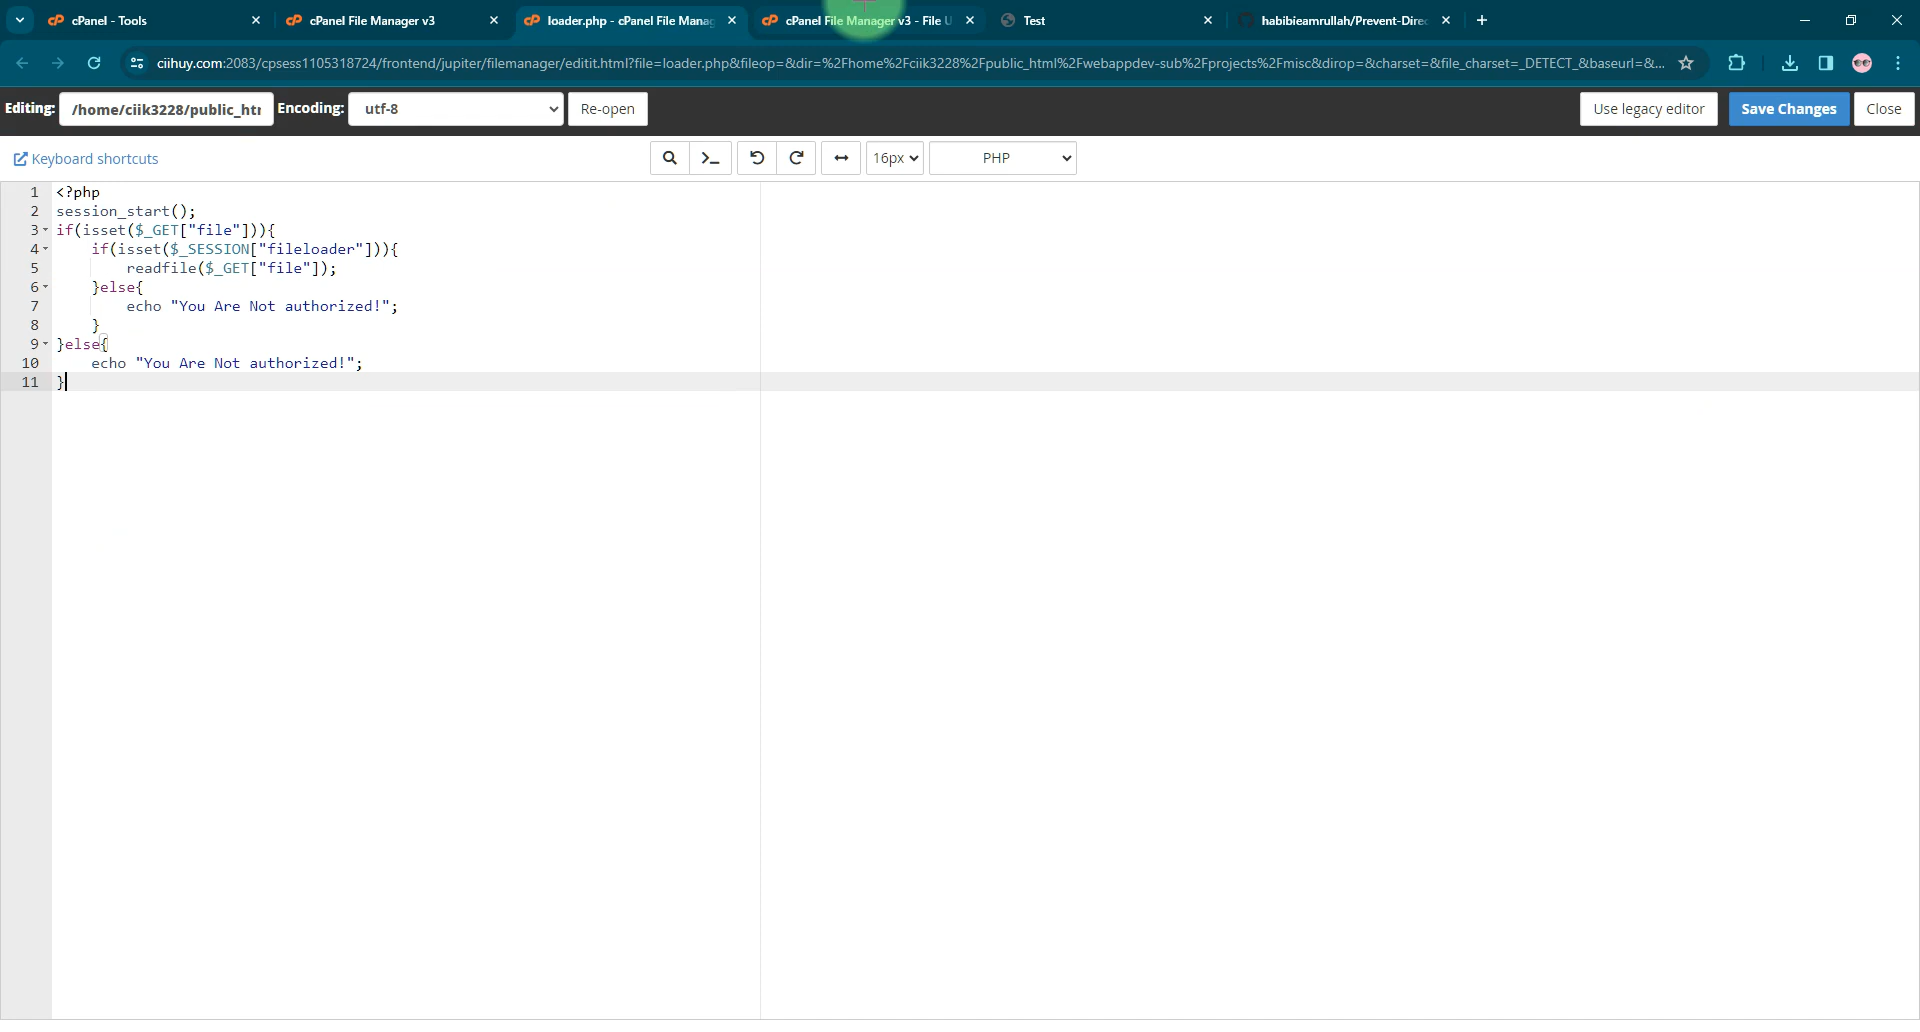 cPanel - Tools
cPanel File Manager v3
loader.php - cPanel File Manag
cPanel File Manager v3 - File U
Test
habibieamrullah/Prevent-Dire
ciihuy.com:2083/cpsess1105318724/frontend/jupiter/filemanager/editit.html?file=loader.php&fileop=&dir=%2Fhome%2Fciik3228%2Fpublic_html%2Fwebappdev-sub%2Fprojects%2Fmisc&dirop=&charset=&file_charset=_DETECT_&baseurl=&...
Editing: /home/ciik3228/public_htr Encoding: utf-8 Re-open Use legacy editor Save Changes Close
Keyboard shortcuts 16px PHP
1 <?php
2 session_start();
3 if(isset($_GET["file"])){
4 if(isset($_SESSION["fileloader"])){
5 readfile($_GET["file"]);
6 }else{
7 echo "You Are Not authorized!";
8 }
9 }else{
10 echo "You Are Not authorized!";
11 }